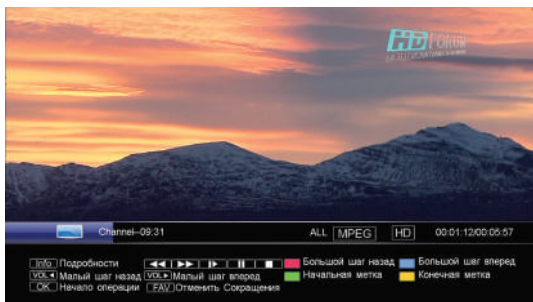 HD FORUM
Channel--09:31 ALL MPEG HD 00:01:12/00:05:57
Info Подробности ◄◄ | ►► | I► | II | ■ Большой шаг назад Большой шаг вперед
VOL◄ Малый шаг назад VOL► Малый шаг вперед Начальная метка Конечная метка
OK Начало операции FAV Отменить Сокращения